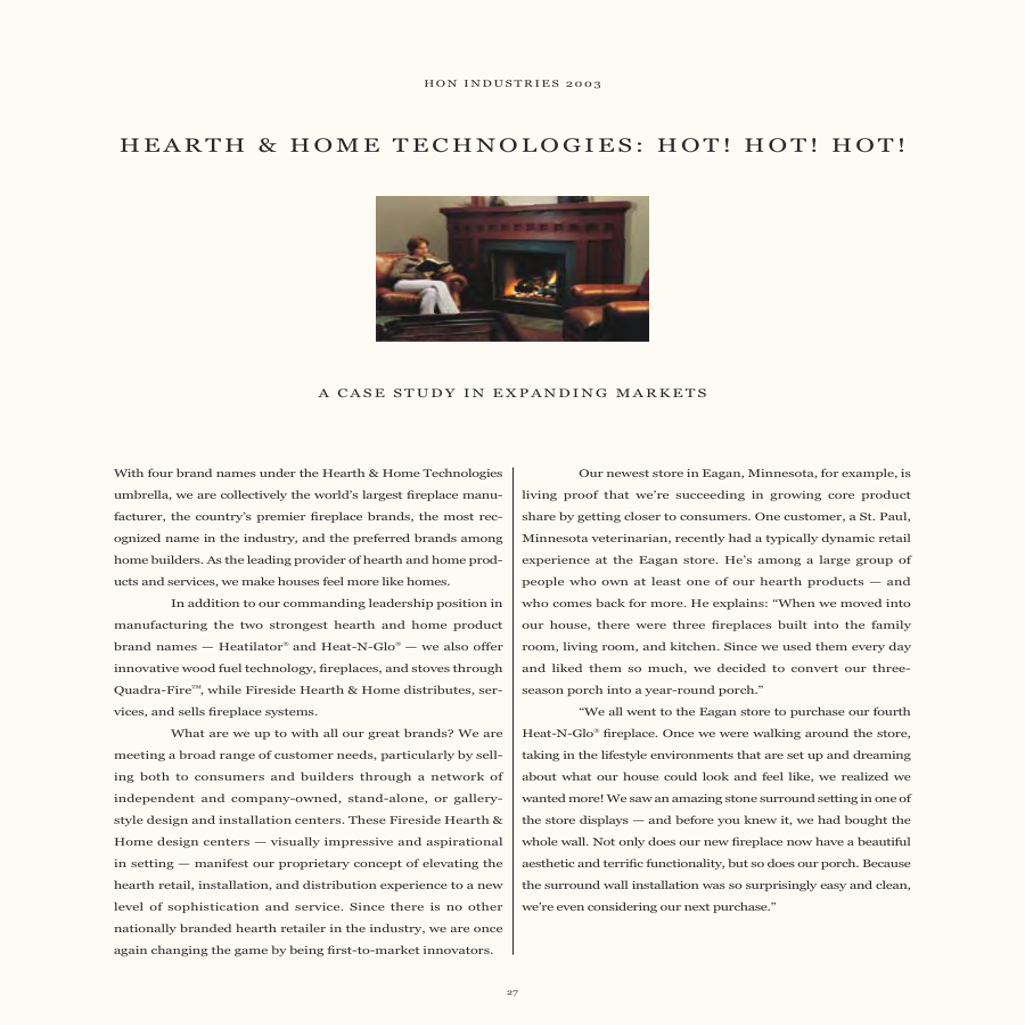 HON INDUSTRIES 2003
HEARTH & HOME TECHNOLOGIES: HOT! HOT! HOT!
A CASE STUDY IN EXPANDING MARKETS
With four brand names under the Hearth & Home Technologies
umbrella, we are collectively the world's largest fireplace manu-
facturer, the country's premier fireplace brands, the most rec-
ognized name in the industry, and the preferred brands among
home builders. As the leading provider of hearth and home prod-
ucts and services, we make houses feel more like homes.
In addition to our commanding leadership position in
manufacturing the two strongest hearth and home product
brand names — Heatilator® and Heat-N-Glo® — we also offer
innovative wood fuel technology, fireplaces, and stoves through
Quadra-Fire™, while Fireside Hearth & Home distributes, ser-
vices, and sells fireplace systems.
What are we up to with all our great brands? We are
meeting a broad range of customer needs, particularly by sell-
ing both to consumers and builders through a network of
independent and company-owned, stand-alone, or gallery-
style design and installation centers. These Fireside Hearth &
Home design centers — visually impressive and aspirational
in setting — manifest our proprietary concept of elevating the
hearth retail, installation, and distribution experience to a new
level of sophistication and service. Since there is no other
nationally branded hearth retailer in the industry, we are once
again changing the game by being first-to-market innovators.
Our newest store in Eagan, Minnesota, for example, is
living proof that we're succeeding in growing core product
share by getting closer to consumers. One customer, a St. Paul,
Minnesota veterinarian, recently had a typically dynamic retail
experience at the Eagan store. He's among a large group of
people who own at least one of our hearth products — and
who comes back for more. He explains: “When we moved into
our house, there were three fireplaces built into the family
room, living room, and kitchen. Since we used them every day
and liked them so much, we decided to convert our three-
season porch into a year-round porch.”
“We all went to the Eagan store to purchase our fourth
Heat-N-Glo® fireplace. Once we were walking around the store,
taking in the lifestyle environments that are set up and dreaming
about what our house could look and feel like, we realized we
wanted more! We saw an amazing stone surround setting in one of
the store displays — and before you knew it, we had bought the
whole wall. Not only does our new fireplace now have a beautiful
aesthetic and terrific functionality, but so does our porch. Because
the surround wall installation was so surprisingly easy and clean,
we're even considering our next purchase.”
27